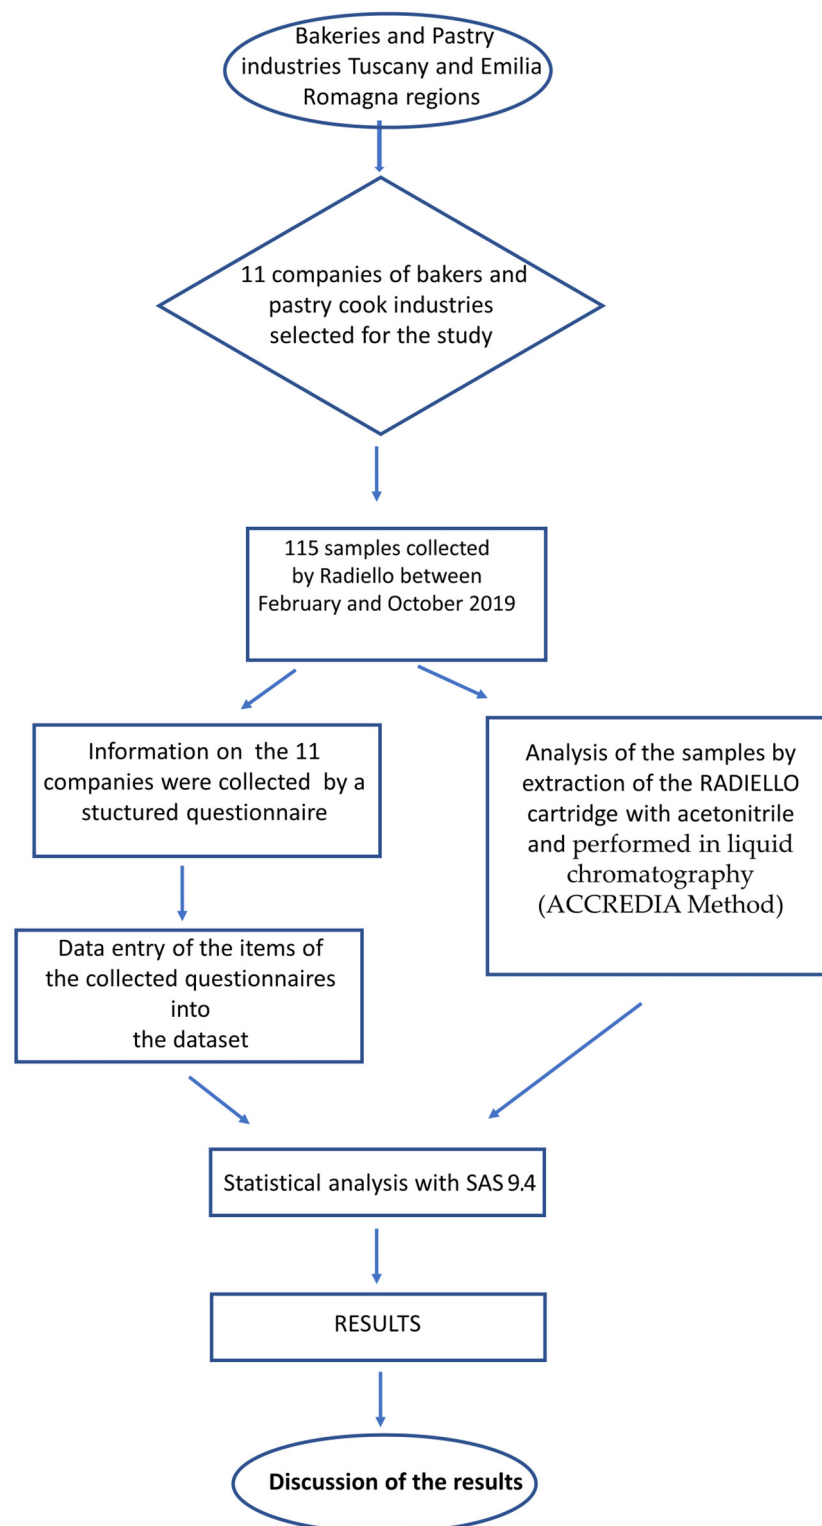 Bakeries and Pastry
industries Tuscany and Emilia
Romagna regions
11 companies of bakers and
pastry cook industries
selected for the study
115 samples collected
by Radiello between
February and October 2019
Information on the 11
companies were collected by a
stuctured questionnaire
Analysis of the samples by
extraction of the RADIELLO
cartridge with acetonitrile
and performed in liquid
chromatography
(ACCREDIA Method)
Data entry of the items of
the collected questionnaires
into
the dataset
Statistical analysis with SAS 9.4
RESULTS
Discussion of the results